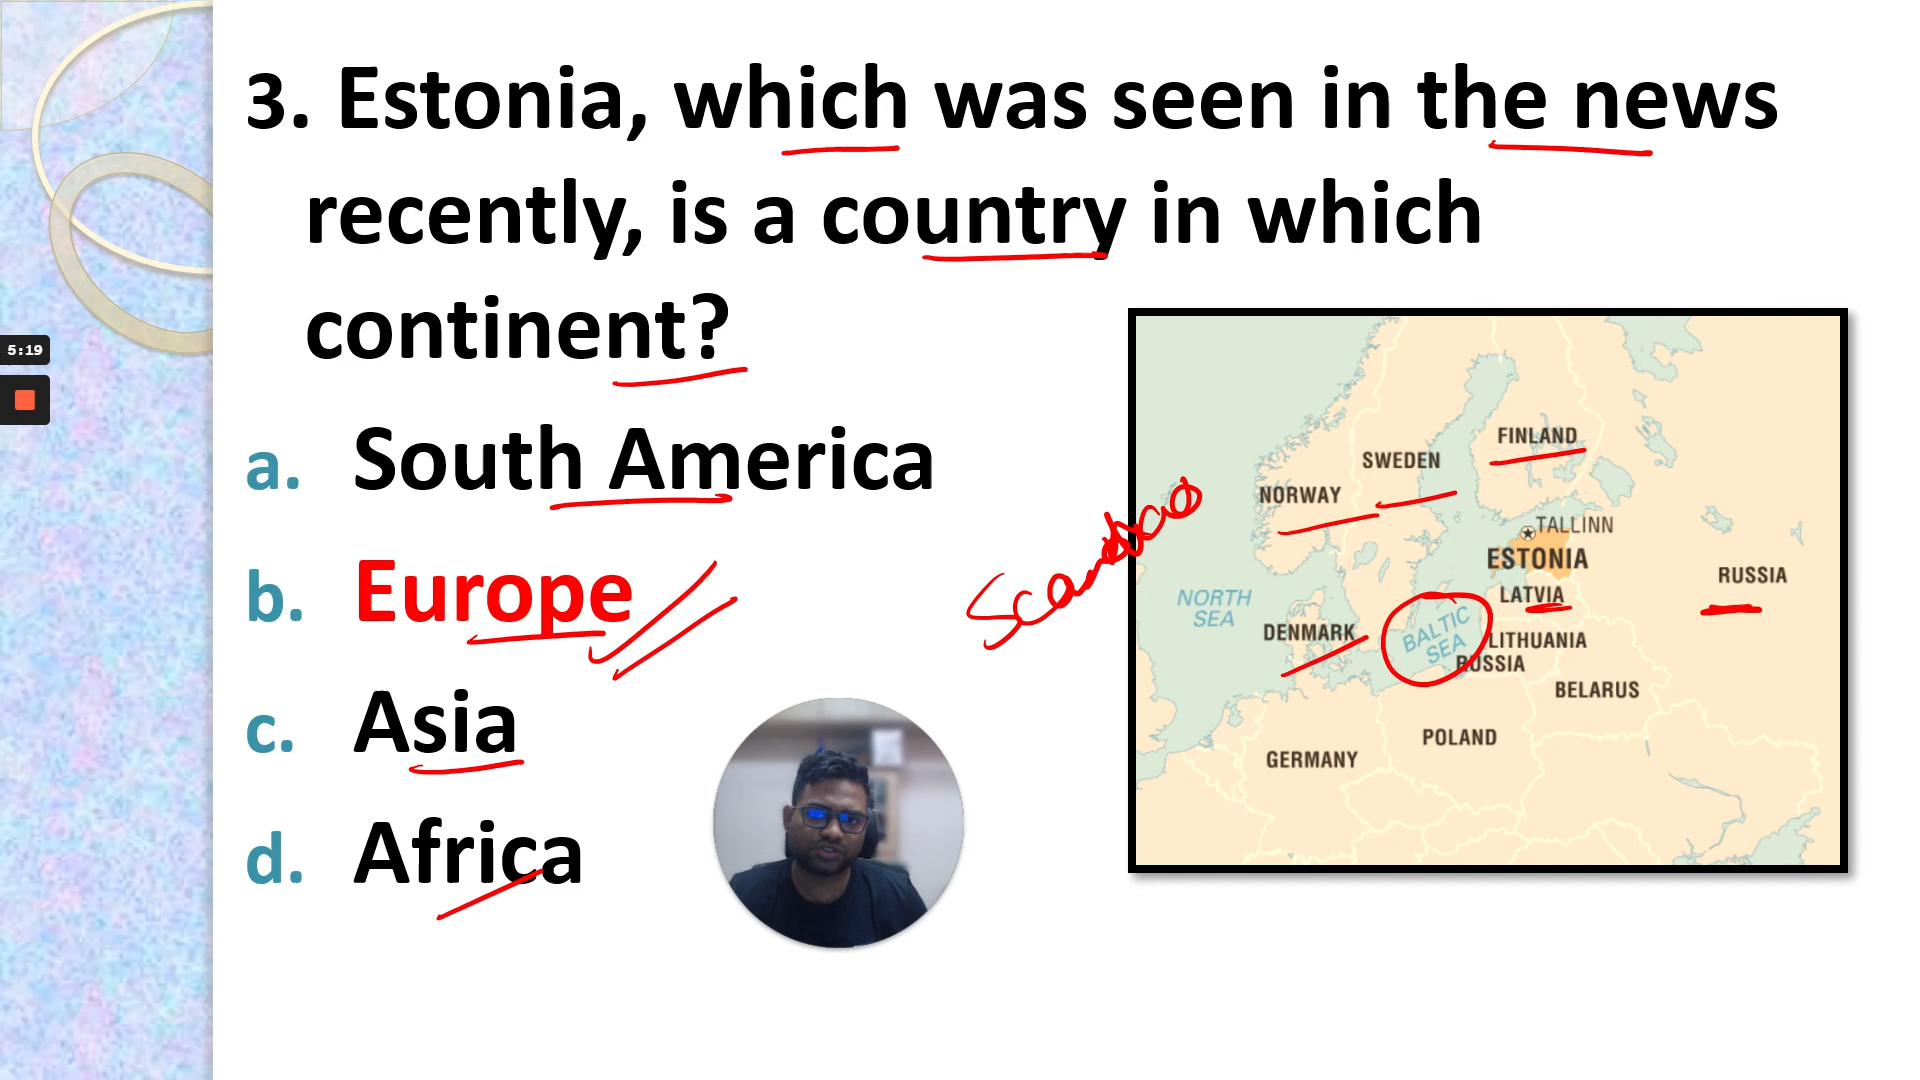 3. Estonia, which was seen in the news
recently, is a country in which
continent?
5:19
a. South America
b. Europe
c. Asia
d. Africa
FINLAND
SWEDEN
NORWAY
TALLINN
ESTONIA
RUSSIA
LATVIA
NORTH
SEA
DENMARK
BALTIC
SEA
LITHUANIA
RUSSIA
BELARUS
POLAND
GERMANY